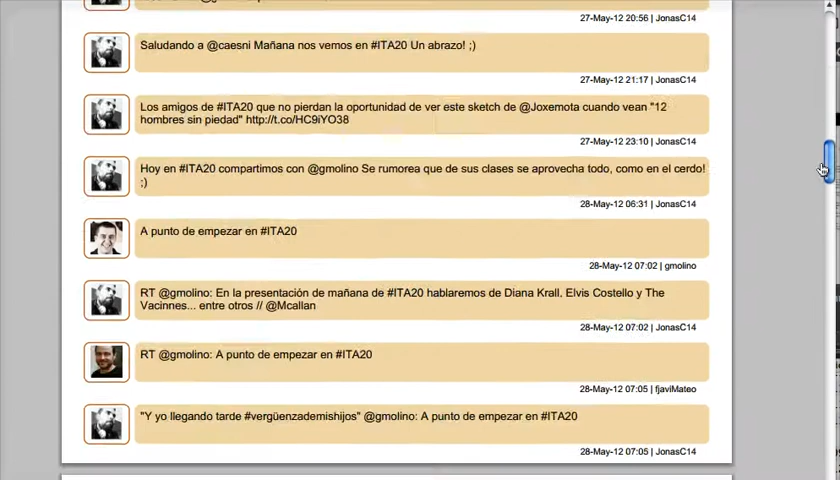 27-May-12 20:56 | JonasC14
Saludando a @caesni Mañana nos vemos en #ITA20 Un abrazo! ;)
27-May-12 21:17 | JonasC14
Los amigos de #ITA20 que no pierdan la oportunidad de ver este sketch de @Joxemota cuando vean "12
hombres sin piedad" http://t.co/HC9iYO38
27-May-12 23:10 | JonasC14
Hoy en #ITA20 compartimos con @gmolino Se rumorea que de sus clases se aprovecha todo, como en el cerdo!
;)
28-May-12 06:31 | JonasC14
A punto de empezar en #ITA20
28-May-12 07:02 | gmolino
RT @gmolino: En la presentación de mañana de #ITA20 hablaremos de Diana Krall, Elvis Costello y The
Vacinnes... entre otros // @Mcallan
28-May-12 07:02 | JonasC14
RT @gmolino: A punto de empezar en #ITA20
28-May-12 07:05 | fjaviMateo
"Y yo llegando tarde #vergüenzademishijos" @gmolino: A punto de empezar en #ITA20
28-May-12 07:05 | JonasC14